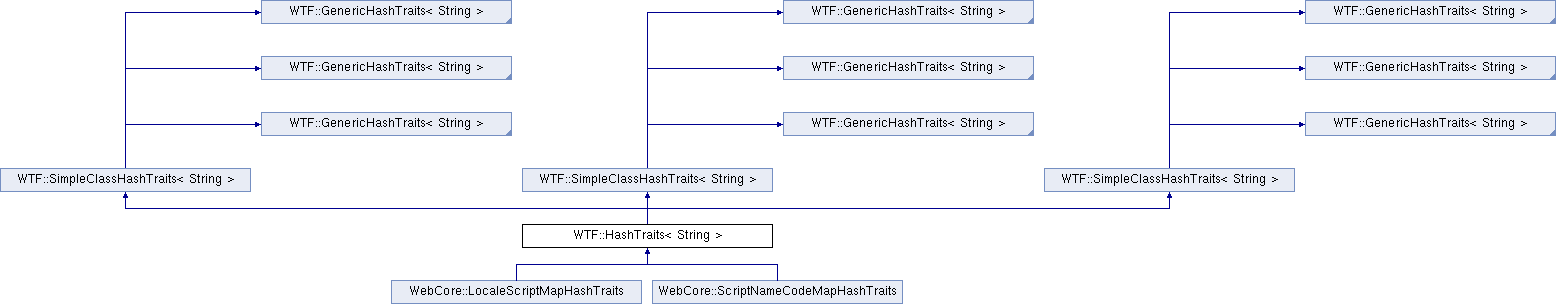 WTF::GenericHashTraits< String >
WTF::GenericHashTraits< String >
WTF::GenericHashTraits< String >
WTF::GenericHashTraits< String >
WTF::GenericHashTraits< String >
WTF::GenericHashTraits< String >
WTF::GenericHashTraits< String >
WTF::GenericHashTraits< String >
WTF::GenericHashTraits< String >
WTF::SimpleClassHashTraits< String >
WTF::SimpleClassHashTraits< String >
WTF::SimpleClassHashTraits< String >
WTF::HashTraits< String >
WebCore::LocaleScriptMapHashTraits
WebCore::ScriptNameCodeMapHashTraits